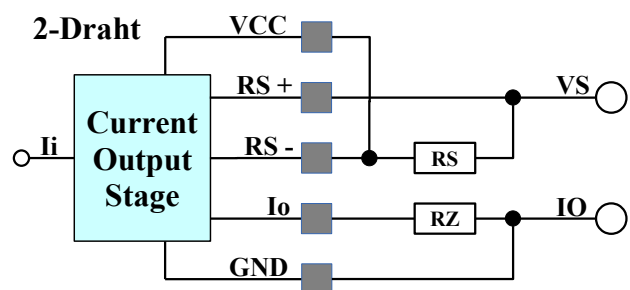 2-Draht
VCC
RS +
VS
Ii
Current
Output
Stage
RS -
RS
Io
RZ
IO
GND